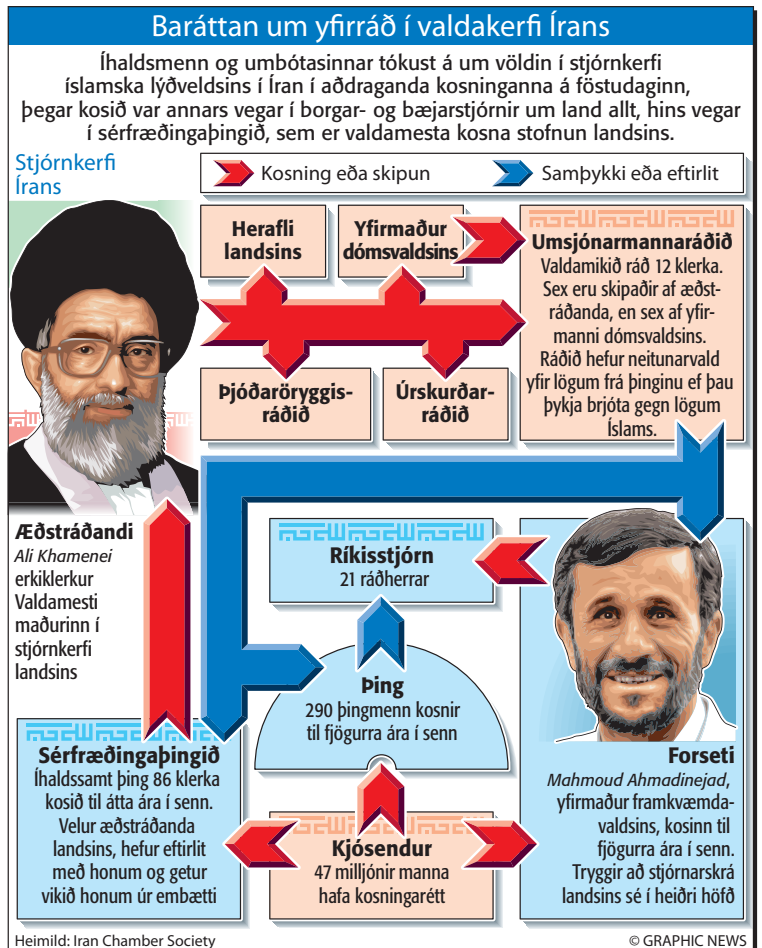 Baráttan um yfirráð í valdakerfi Írans
Íhaldsmenn og umbótasinnar tókust á um völdin í stjórnkerfi
íslamska lýðveldsins í Íran í aðdraganda kosninganna á föstudaginn,
þegar kosið var annars vegar í borgar- og bæjarstjórnir um land allt, hins vegar
í sérfræðingaþingið, sem er valdamesta kosna stofnun landsins.
Stjórnkerfi
Írans
Kosning eða skipun
Samþykki eða eftirlit
Herafli
landsins
Yfirmaður
dómsvaldsins
Umsjónarmannaráðið
Valdamikið ráð 12 klerka.
Sex eru skipaðir af æðst-
ráðanda, en sex af yfir-
manni dómsvaldsins.
Ráðið hefur neitunarvald
yfir lögum frá þinginu ef þau
þykja brjóta gegn lögum
Íslams.
Þjóðaröryggis-
ráðið
Úrskurðar-
ráðið
Æðstráðandi
Ali Khamenei
erkiklerkur
Valdamesti
maðurinn í
stjórnkerfi
landsins
Ríkisstjórn
21 ráðherrar
Þing
290 þingmenn kosnir
til fjögurra ára í senn
Sérfræðingaþingið
Íhaldssamt þing 86 klerka
kosið til átta ára í senn.
Velur æðstráðanda
landsins, hefur eftirlit
með honum og getur
vikið honum úr embætti
Kjósendur
47 milljónir manna
hafa kosningarétt
Forseti
Mahmoud Ahmadinejad,
yfirmaður framkvæmda-
valdsins, kosinn til
fjögurra ára í senn.
Tryggir að stjórnarskrá
landsins sé í heiðri höfð
Heimild: Iran Chamber Society
© GRAPHIC NEWS